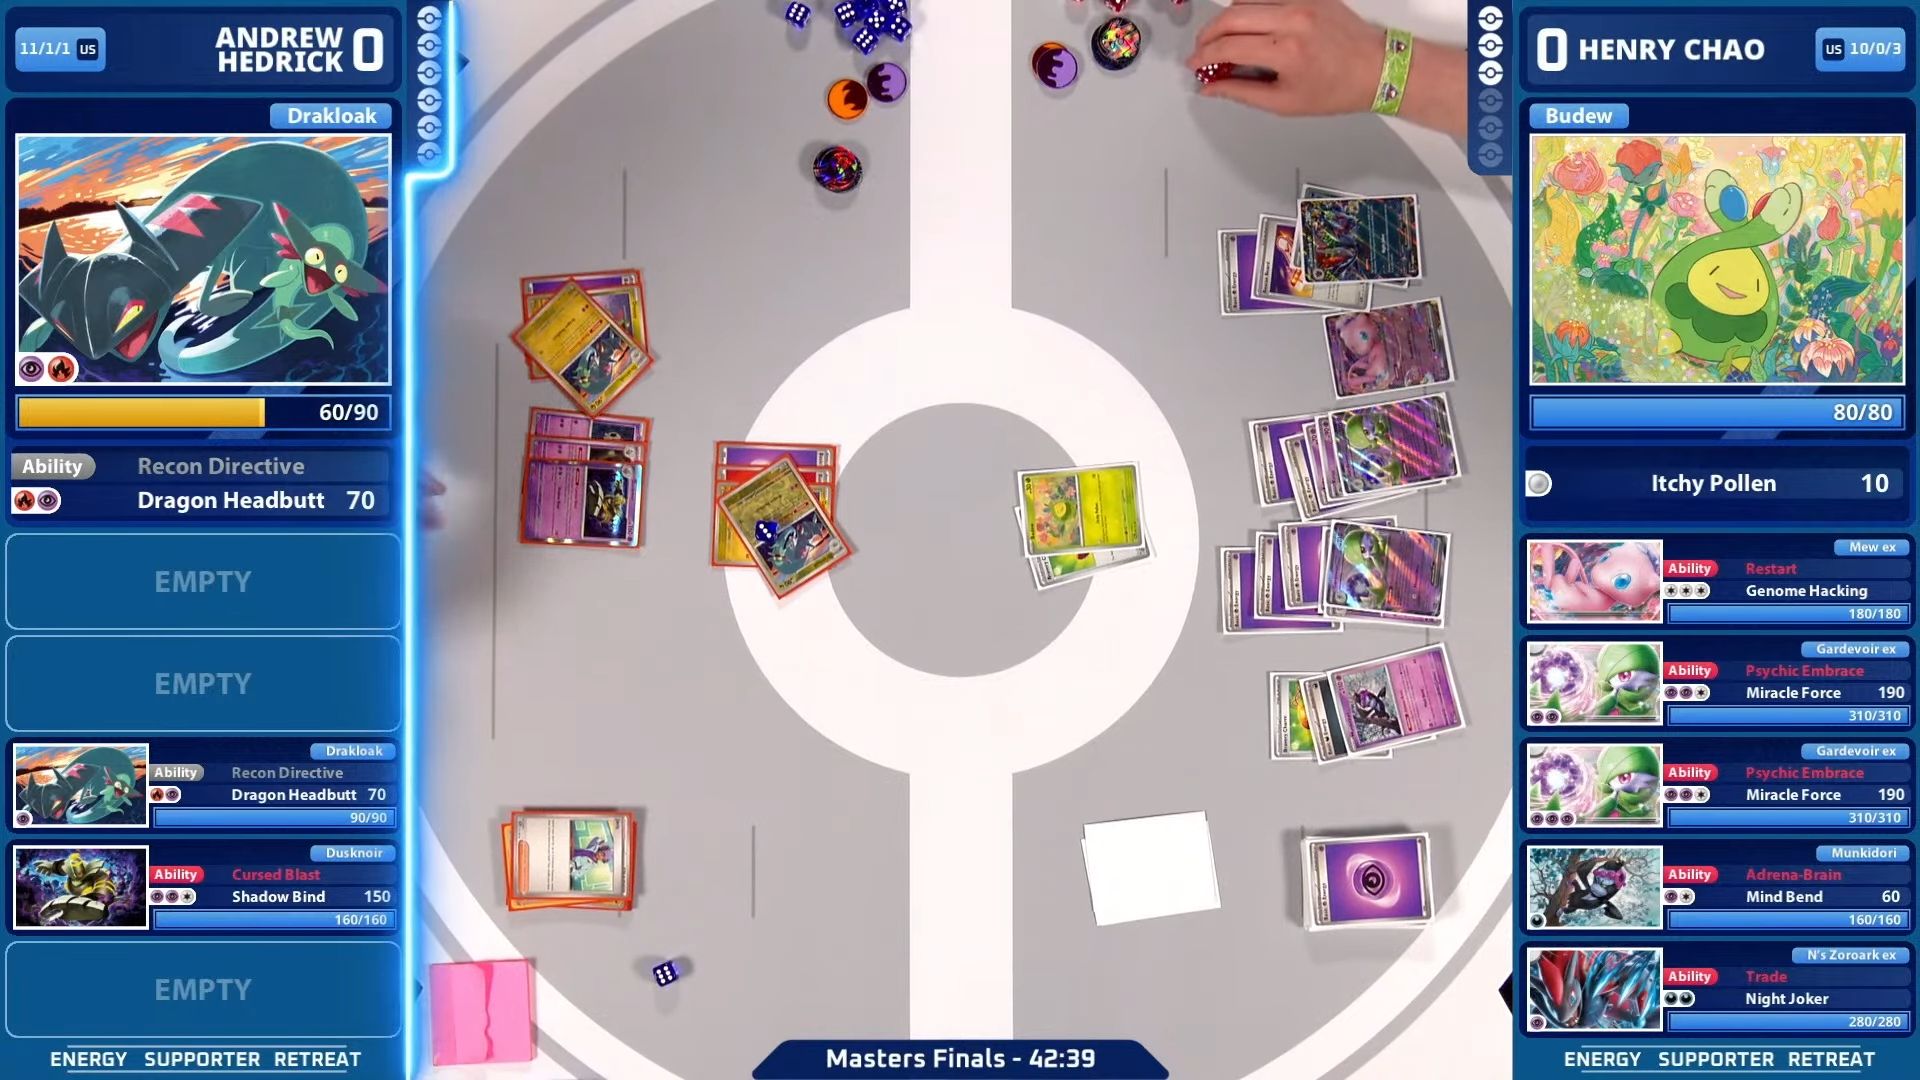 11/1/1 US
ANDREW
HEDRICK
0
Drakloak
60/90
Ability Recon Directive
Dragon Headbutt 70
EMPTY
EMPTY
Drakloak
Ability Recon Directive
Dragon Headbutt 70
90/90
Dusknoir
Ability Cursed Blast
Shadow Bind 150
160/160
EMPTY
ENERGY SUPPORTER RETREAT
Masters Finals - 42:39
0 HENRY CHAO
US 10/0/3
Budew
80/80
Itchy Pollen 10
Mew ex
Ability Restart
Genome Hacking
180/180
Gardevoir ex
Ability Psychic Embrace
Miracle Force 190
310/310
Gardevoir ex
Ability Psychic Embrace
Miracle Force 190
310/310
Munkidori
Ability Adrena-Brain
Mind Bend 60
160/160
N's Zoroark ex
Ability Trade
Night Joker
280/280
ENERGY SUPPORTER RETREAT